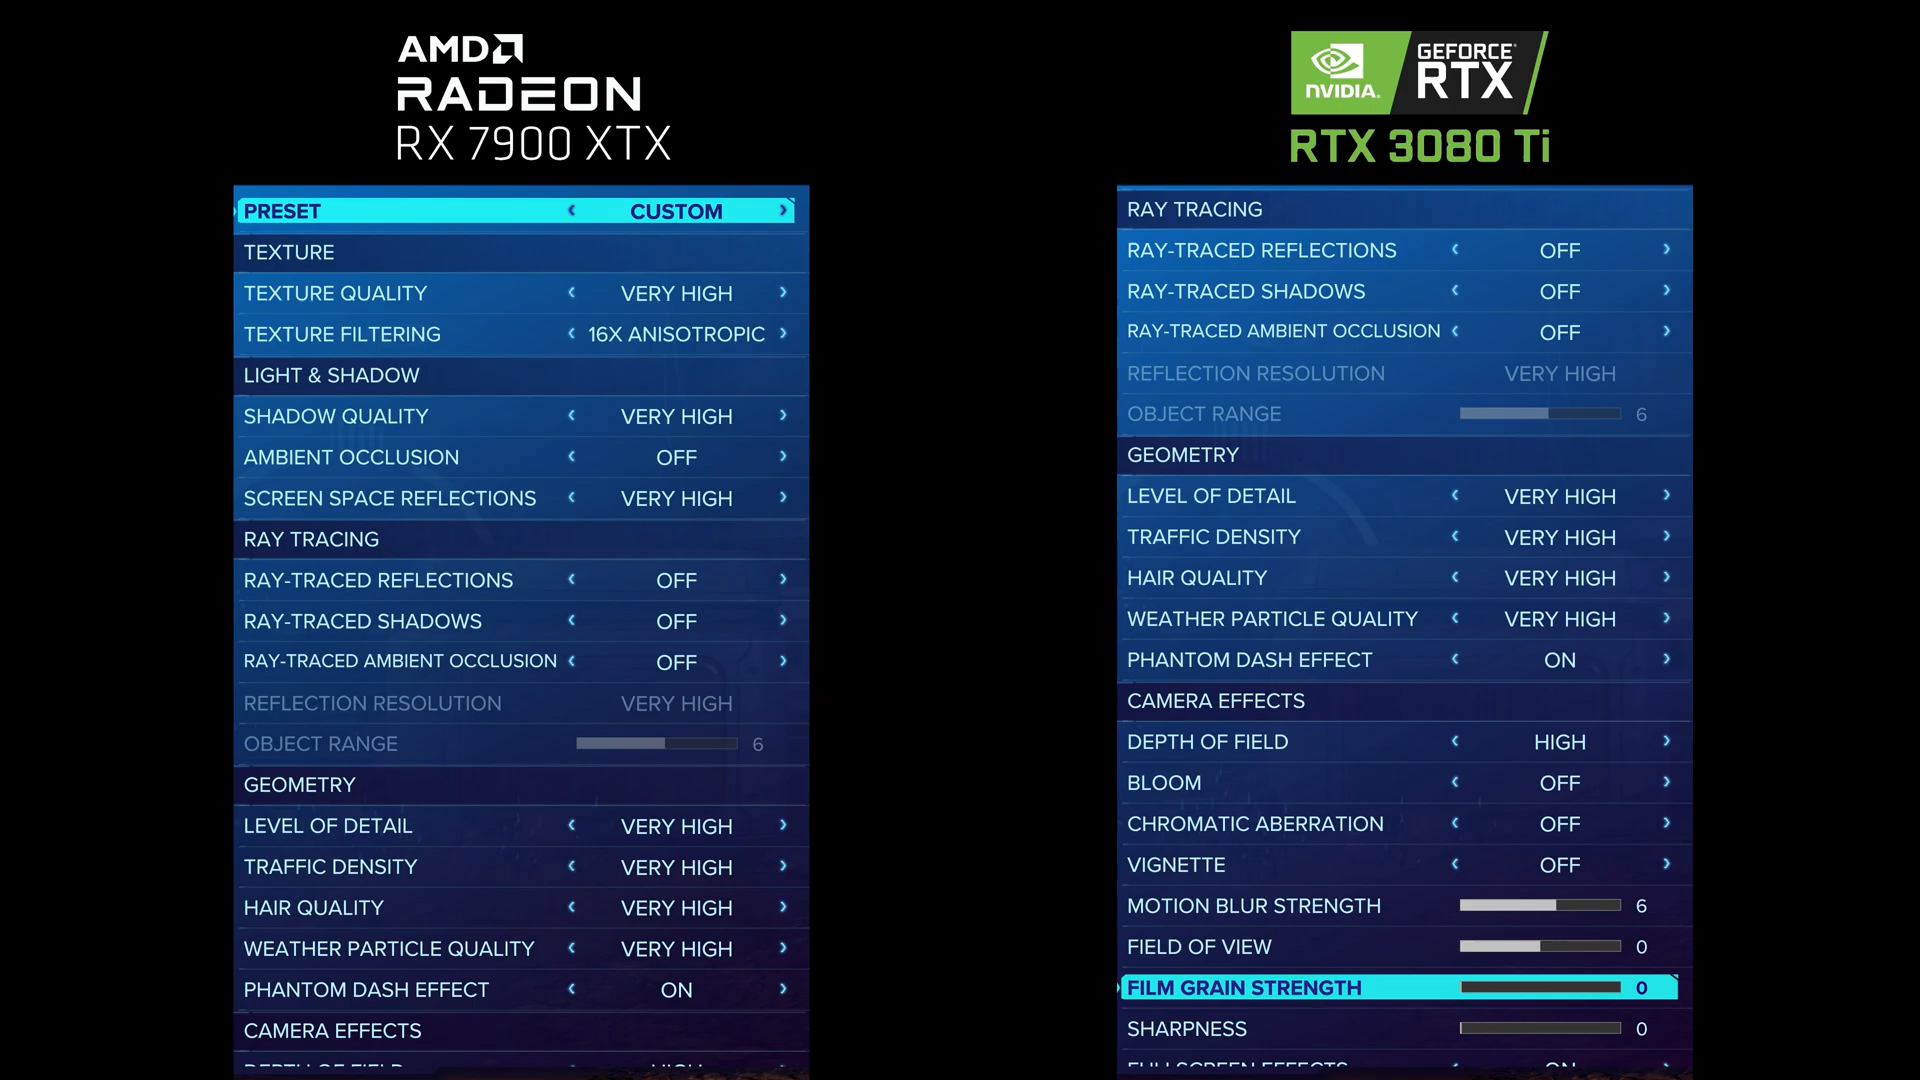 AMD
RADEON
RX 7900 XTX
PRESET CUSTOM
TEXTURE
TEXTURE QUALITY VERY HIGH
TEXTURE FILTERING 16X ANISOTROPIC
LIGHT & SHADOW
SHADOW QUALITY VERY HIGH
AMBIENT OCCLUSION OFF
SCREEN SPACE REFLECTIONS VERY HIGH
RAY TRACING
RAY-TRACED REFLECTIONS OFF
RAY-TRACED SHADOWS OFF
RAY-TRACED AMBIENT OCCLUSION OFF
REFLECTION RESOLUTION VERY HIGH
OBJECT RANGE 6
GEOMETRY
LEVEL OF DETAIL VERY HIGH
TRAFFIC DENSITY VERY HIGH
HAIR QUALITY VERY HIGH
WEATHER PARTICLE QUALITY VERY HIGH
PHANTOM DASH EFFECT ON
CAMERA EFFECTS
DEPTH OF FIELD HIGH
NVIDIA.
GEFORCE
RTX
RTX 3080 Ti
RAY TRACING
RAY-TRACED REFLECTIONS OFF
RAY-TRACED SHADOWS OFF
RAY-TRACED AMBIENT OCCLUSION OFF
REFLECTION RESOLUTION VERY HIGH
OBJECT RANGE 6
GEOMETRY
LEVEL OF DETAIL VERY HIGH
TRAFFIC DENSITY VERY HIGH
HAIR QUALITY VERY HIGH
WEATHER PARTICLE QUALITY VERY HIGH
PHANTOM DASH EFFECT ON
CAMERA EFFECTS
DEPTH OF FIELD HIGH
BLOOM OFF
CHROMATIC ABERRATION OFF
VIGNETTE OFF
MOTION BLUR STRENGTH 6
FIELD OF VIEW 0
FILM GRAIN STRENGTH 0
SHARPNESS 0
FULLSCREEN EFFECTS ON